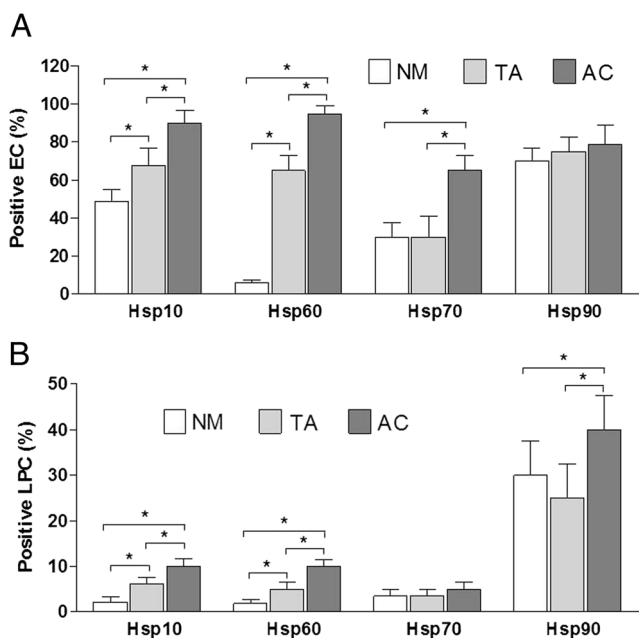 A
Positive EC (%)
120
100
80
60
40
20
0
NM TA AC
* * *
* * *
* *
Hsp10 Hsp60 Hsp70 Hsp90
B
Positive LPC (%)
50
40
30
20
10
0
NM TA AC
* * *
* * *
* *
Hsp10 Hsp60 Hsp70 Hsp90